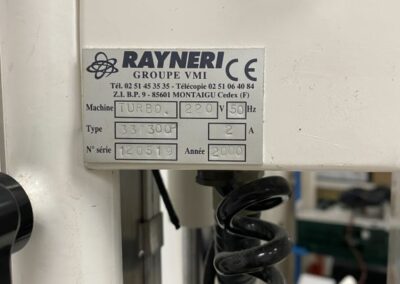 RAYNERI CE
GROUPE VMI
Tél. 02 51 45 35 35 - Télécopie 02 51 06 40 84
Z.I. B.P. 9 - 85601 MONTAIGU Cedex (F)
Machine TURBO. 220 V 50 Hz
Type 33/300P 2 A
N° série 120519 Année 2000